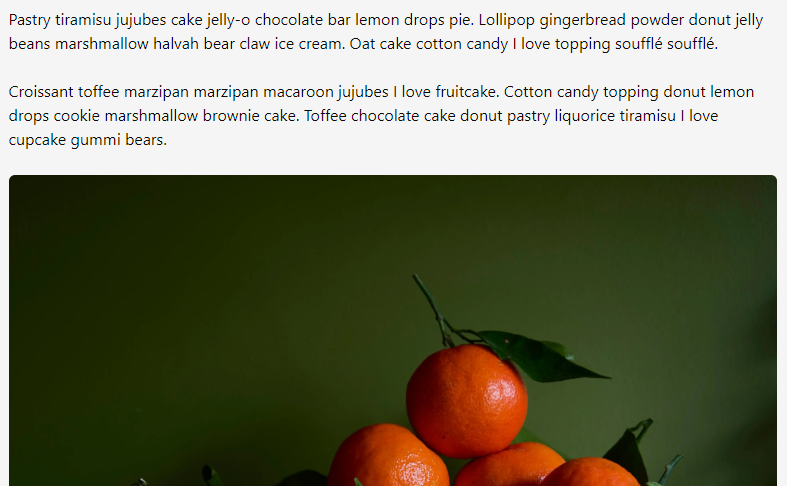 Pastry tiramisu jujubes cake jelly-o chocolate bar lemon drops pie. Lollipop gingerbread powder donut jelly
beans marshmallow halvah bear claw ice cream. Oat cake cotton candy I love topping soufflé soufflé.
Croissant toffee marzipan marzipan macaroon jujubes I love fruitcake. Cotton candy topping donut lemon
drops cookie marshmallow brownie cake. Toffee chocolate cake donut pastry liquorice tiramisu I love
cupcake gummi bears.